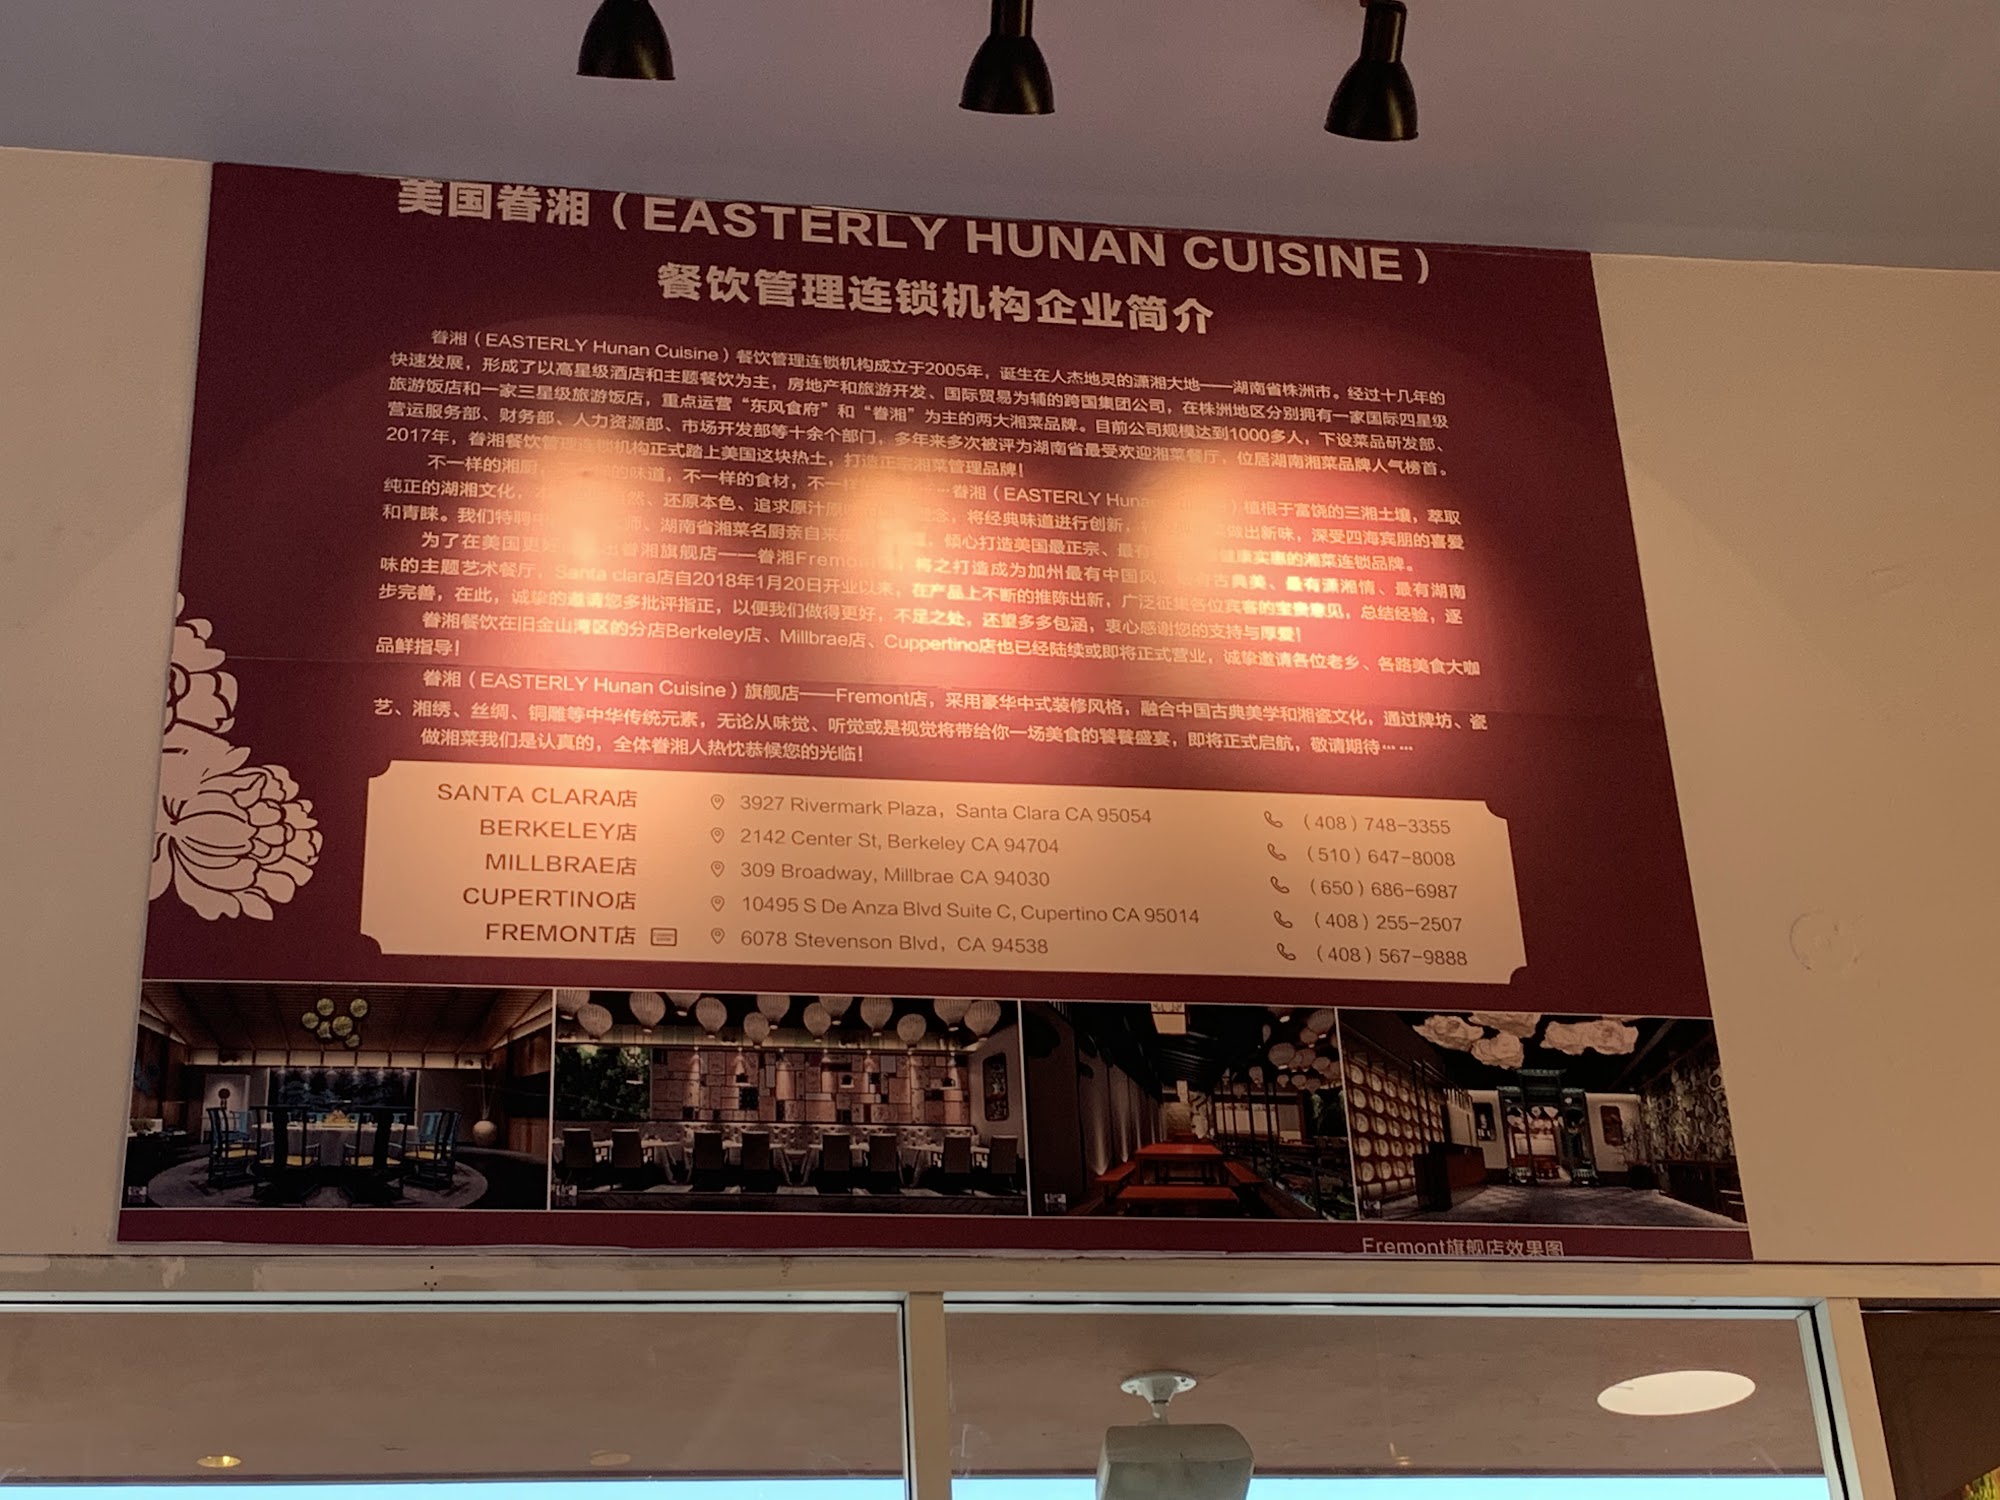 美国眷湘（EASTERLY HUNAN CUISINE）
餐饮管理连锁机构企业简介
眷湘（EASTERLY Hunan Cuisine）餐饮管理连锁机构成立于2005年，诞生在人杰地灵的潇湘大地——湖南省株洲市。经过十几年的
快速发展，形成了以高星级酒店和主题餐饮为主，房地产和旅游开发、国际贸易为辅的跨国集团公司，在株洲地区分别拥有一家国际四星级
旅游饭店和一家三星级旅游饭店，重点运营“东风食府”和“眷湘”为主的两大湘菜品牌。目前公司规模达到1000多人，下设菜品研发部、
营运服务部、财务部、人力资源部、市场开发部等十余个部门，多年来多次被评为湖南省最受欢迎湘菜餐厅，位居湖南湘菜品牌人气榜首。
2017年，眷湘餐饮管理连锁机构正式踏上美国这块热土，打造正宗湘菜管理品牌！
不一样的湘厨，的味道，不一样的食材，不一样……眷湘（EASTERLY Hunan）植根于富饶的三湘土壤，萃取
纯正的湖湘文化，然、还原本色、追求原汁原念，将经典味道进行创新，做出新味，深受四海宾朋的喜爱
和青睐。我们特聘中师、湖南省湘菜名厨亲自来，倾心打造美国最正宗、最有健康实惠的湘菜连锁品牌。
为了在美国更好出眷湘旗舰店——眷湘Fremont，将之打造成为加州最有中国风、最有古典美、最有潇湘情、最有湖南
味的主题艺术餐厅，Santa clara店自2018年1月20日开业以来，在产品上不断的推陈出新，广泛征集各位宾客的宝贵意见，总结经验，逐
步完善，在此，诚挚的邀请您多批评指正，以便我们做得更好，不足之处，还望多多包涵，衷心感谢您的支持与厚爱！
眷湘餐饮在旧金山湾区的分店Berkeley店、Millbrae店、Cuppertino店也已经陆续或即将正式营业，诚挚邀请各位老乡、各路美食大咖
品鲜指导！
眷湘（EASTERLY Hunan Cuisine）旗舰店——Fremont店，采用豪华中式装修风格，融合中国古典美学和湘瓷文化，通过牌坊、瓷
艺、湘绣、丝绸、铜雕等中华传统元素，无论从味觉、听觉或是视觉将带给你一场美食的饕餮盛宴，即将正式启航，敬请期待……
做湘菜我们是认真的，全体眷湘人热忱恭候您的光临！
SANTA CLARA店 3927 Rivermark Plaza，Santa Clara CA 95054 （408）748-3355
BERKELEY店 2142 Center St, Berkeley CA 94704 （510）647-8008
MILLBRAE店 309 Broadway, Millbrae CA 94030 （650）686-6987
CUPERTINO店 10495 S De Anza Blvd Suite C, Cupertino CA 95014 （408）255-2507
FREMONT店 6078 Stevenson Blvd，CA 94538 （408）567-9888
Fremont旗舰店效果图